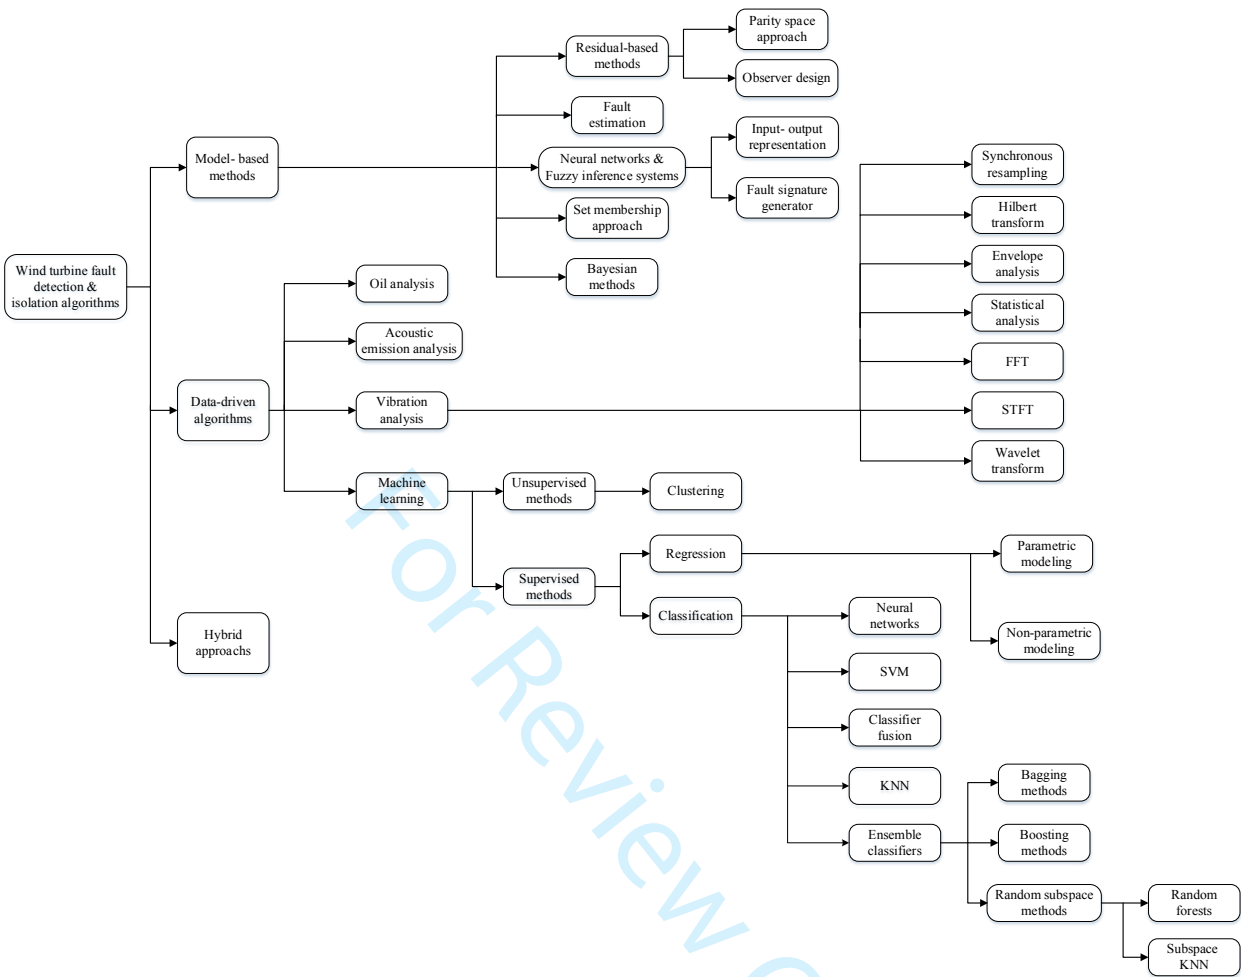 Parity space
approach
Residual-based
methods
Observer design
Fault
estimation
Input- output
representation
Model- based
methods
Neural networks &
Fuzzy inference systems
Synchronous
resampling
Fault signature
generator
Set membership
approach
Hilbert
transform
Wind turbine fault
detection &
isolation algorithms
Oil analysis
Bayesian
methods
Envelope
analysis
Acoustic
emission analysis
Statistical
analysis
FFT
Data-driven
algorithms
Vibration
analysis
STFT
Wavelet
transform
Machine
learning
Unsupervised
methods
Clustering
Supervised
methods
Regression
Parametric
modeling
Classification
Neural
networks
Non-parametric
modeling
Hybrid
approachs
SVM
Classifier
fusion
KNN
Bagging
methods
Ensemble
classifiers
Boosting
methods
Random subspace
methods
Random
forests
Subspace
KNN
For Review